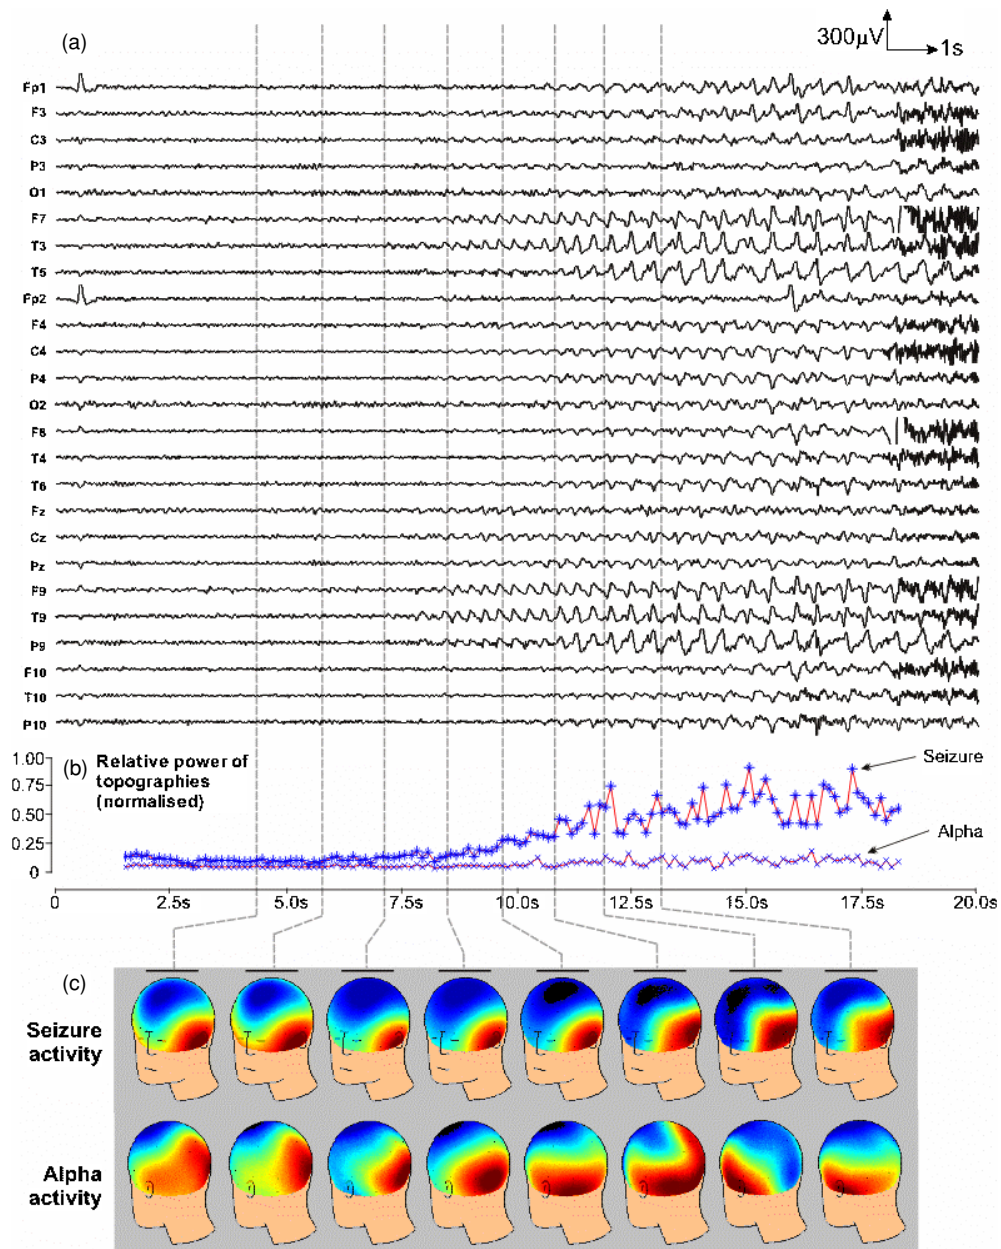 (a)
300μV
1s
Fp1
F3
C3
P3
O1
F7
T3
T5
Fp2
F4
C4
P4
O2
F8
T4
T6
Fz
Cz
Pz
F9
T9
P9
F10
T10
P10
(b)
Relative power of
topographies
(normalised)
1.00
0.75
0.50
0.25
0
Seizure
Alpha
0 2.5s 5.0s 7.5s 10.0s 12.5s 15.0s 17.5s 20.0s
(c)
Seizure
activity
Alpha
activity